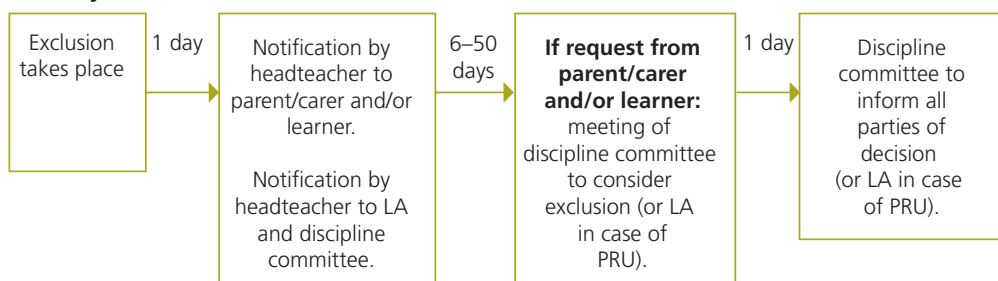 Exclusion
takes place
1 day
Notification by
headteacher to
parent/carer and/or
learner.
Notification by
headteacher to LA
and discipline
committee.
6–50
days
If request from
parent/carer
and/or learner:
meeting of
discipline committee
to consider
exclusion (or LA
in case of
PRU).
1 day
Discipline
committee to
inform all
parties of
decision
(or LA in case
of PRU).